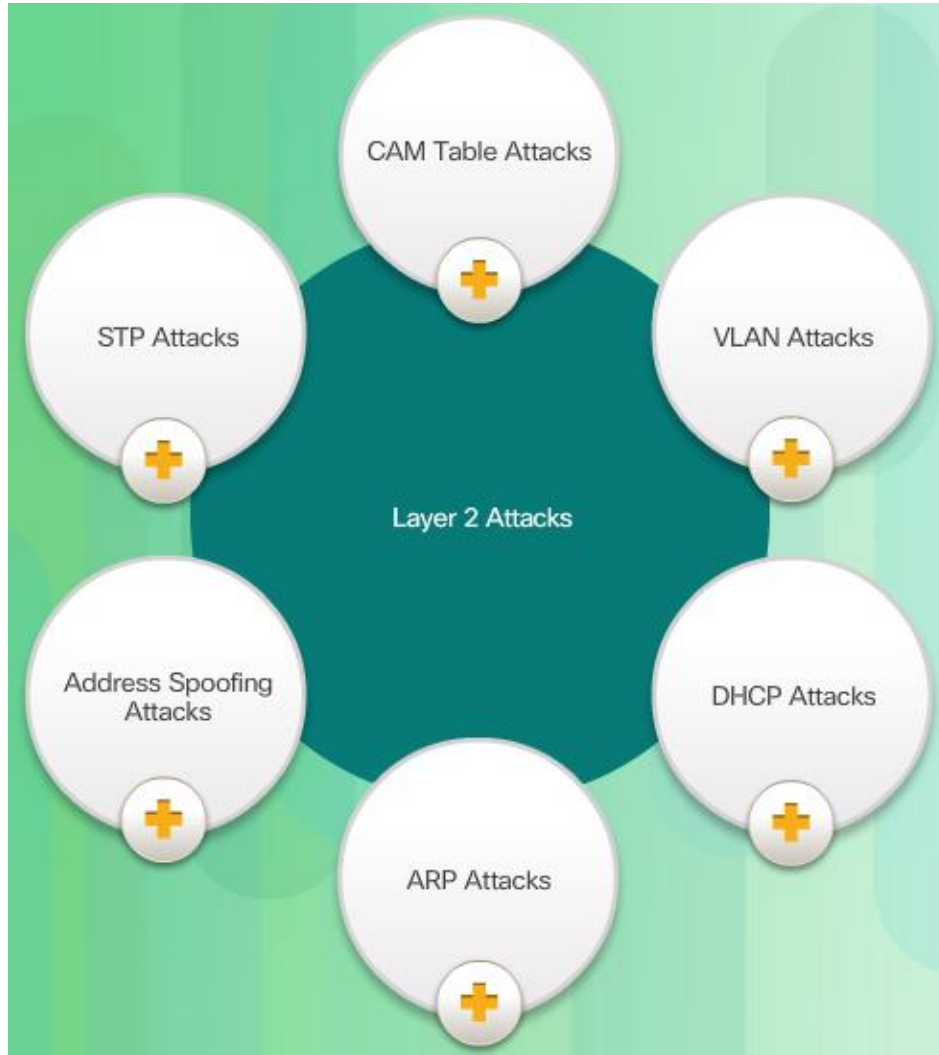 CAM Table Attacks
STP Attacks
VLAN Attacks
Layer 2 Attacks
Address Spoofing
Attacks
DHCP Attacks
ARP Attacks